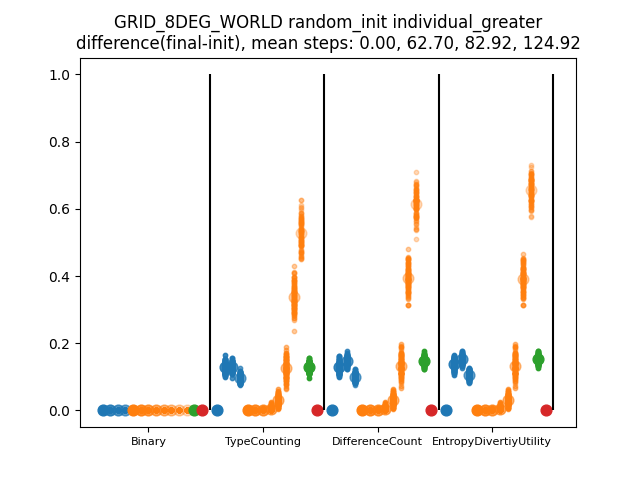 GRID_8DEG_WORLD random_init individual_greater
difference(final-init), mean steps: 0.00, 62.70, 82.92, 124.92
1.0
0.8
0.6
0.4
0.2
0.0
Binary TypeCounting DifferenceCount EntropyDivertiyUtility